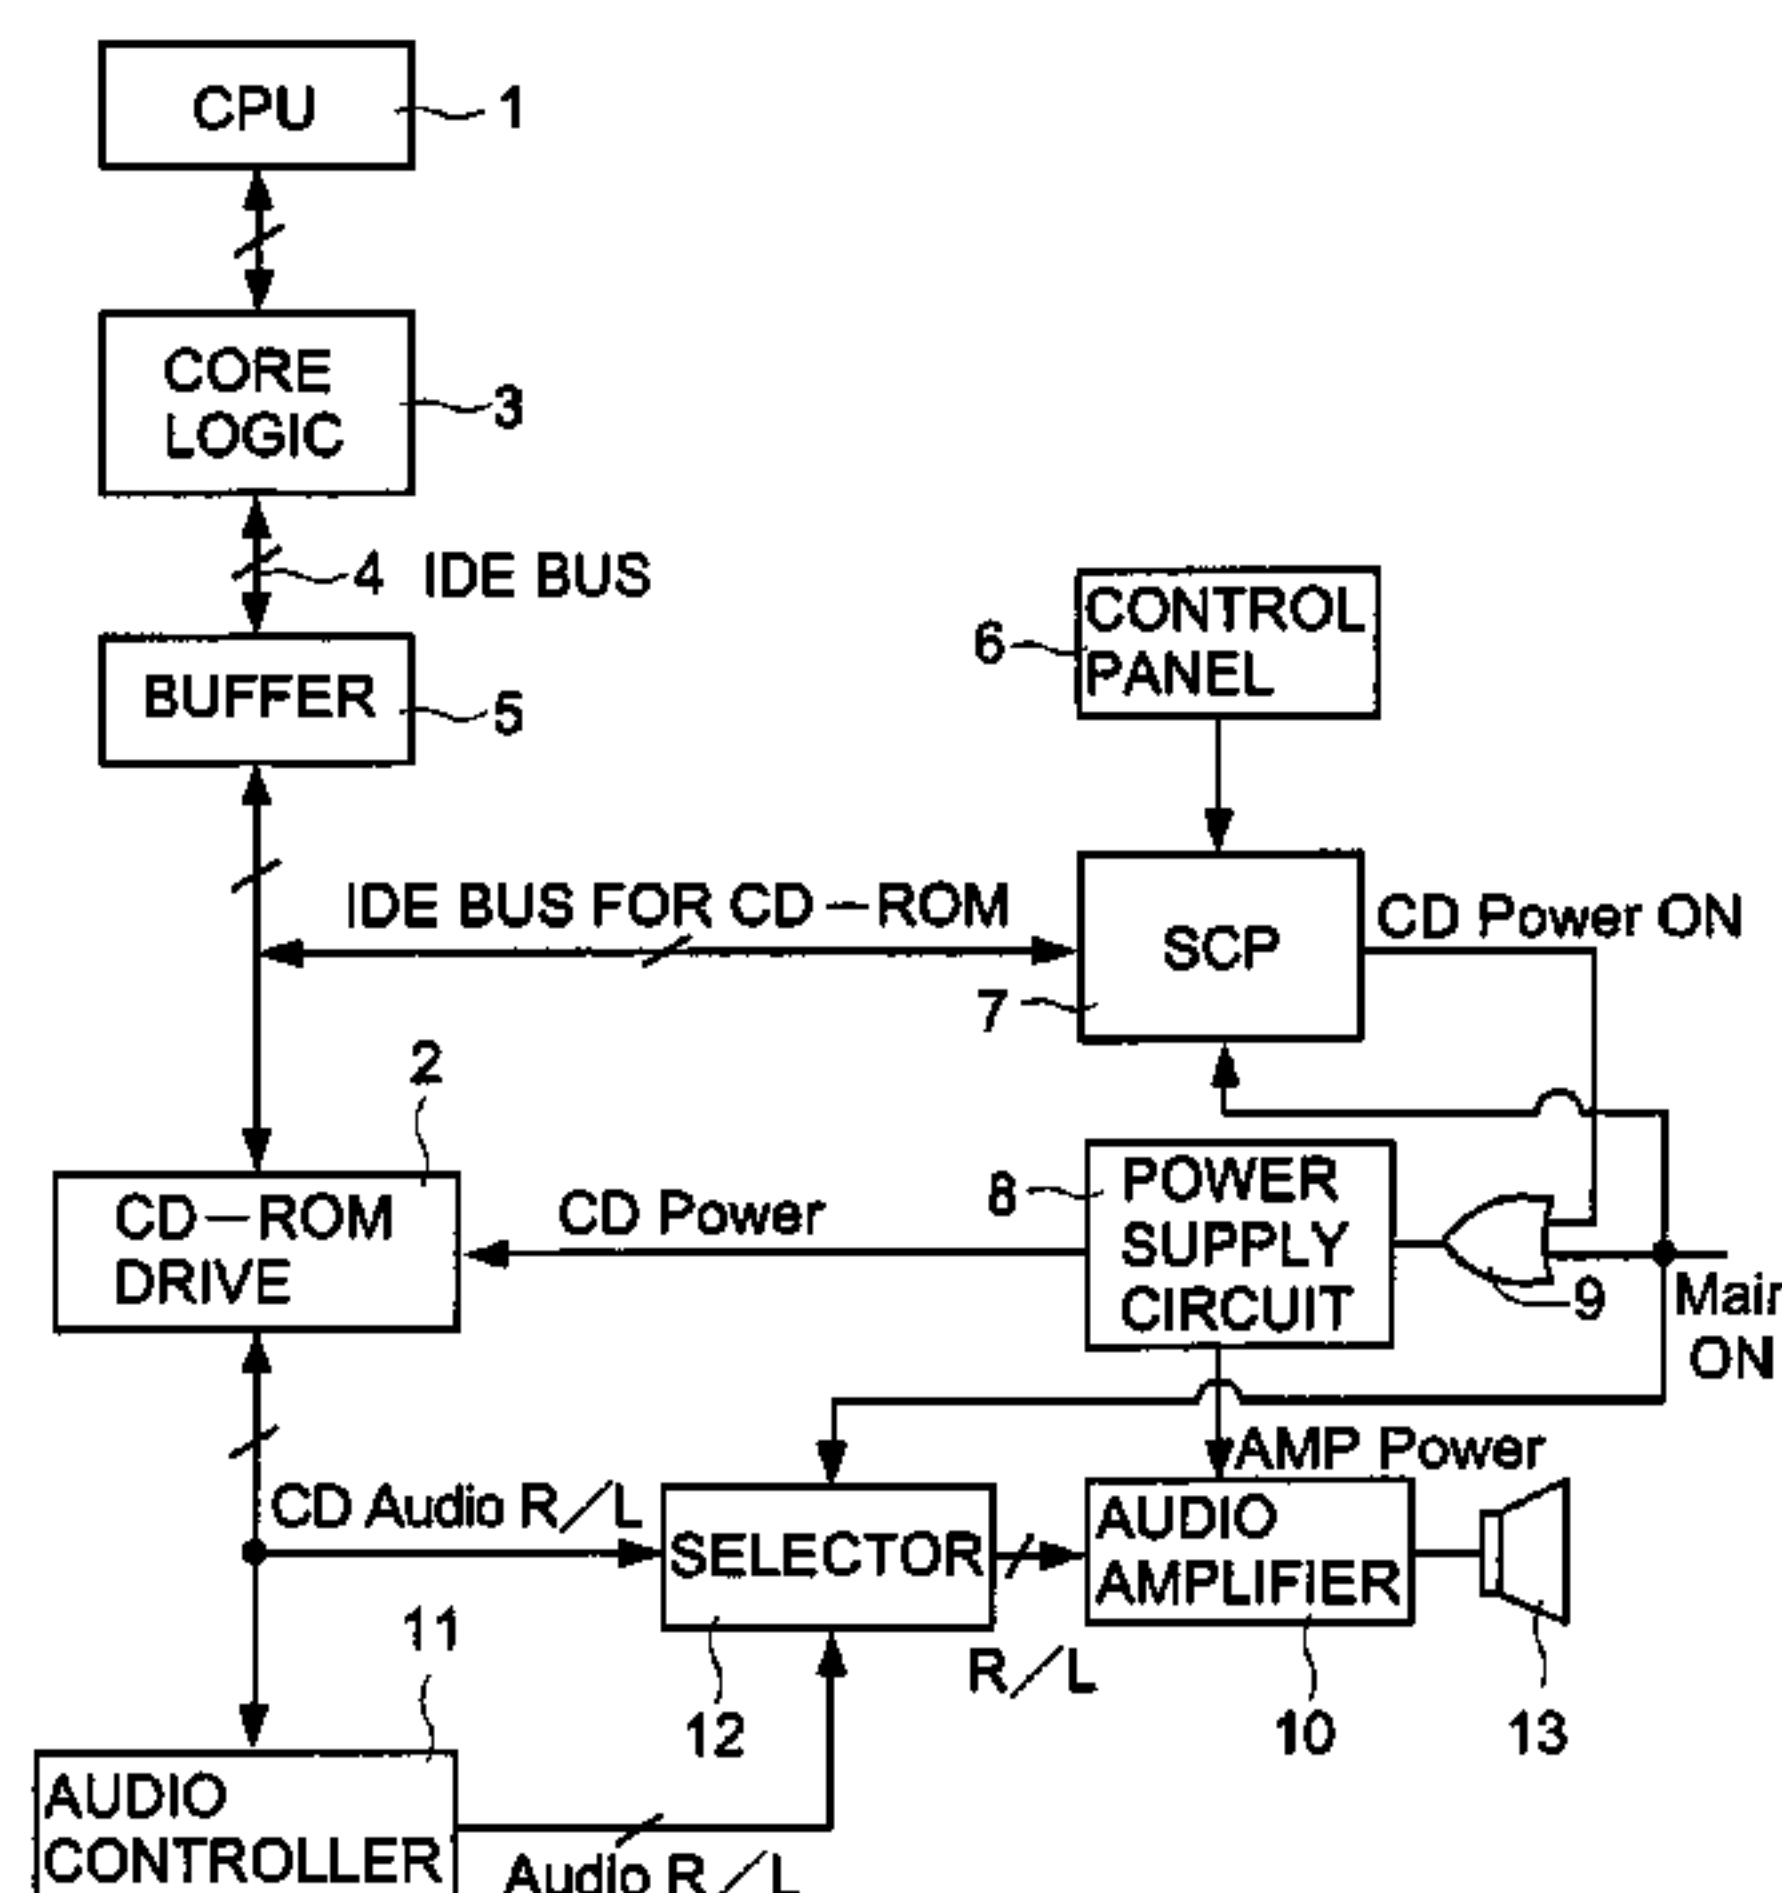 CPU
1
CORE
LOGIC
3
4
IDE BUS
BUFFER
5
CONTROL
PANEL
6
IDE BUS FOR CD-ROM
SCP
7
CD Power ON
2
CD-ROM
DRIVE
CD Power
8
POWER
SUPPLY
CIRCUIT
9
Mair
ON
AMP Power
CD Audio R/L
SELECTOR
12
R/L
AUDIO
AMPLIFIER
10
13
11
AUDIO
CONTROLLER
Audio R/L